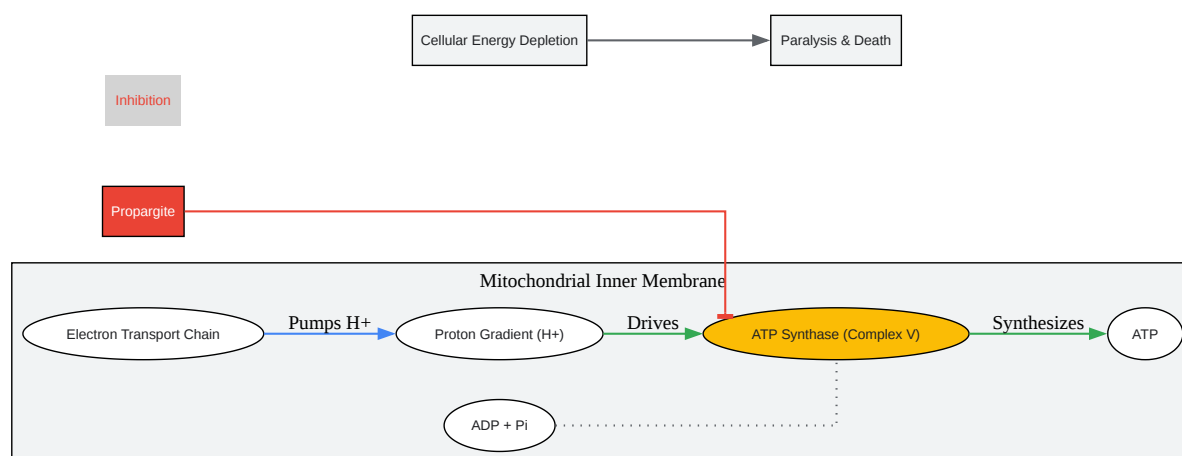 Cellular Energy Depletion
Paralysis & Death
Inhibition
Propargite
Mitochondrial Inner Membrane
Electron Transport Chain
Pumps H+
Proton Gradient (H+)
Drives
ATP Synthase (Complex V)
Synthesizes
ATP
ADP + Pi